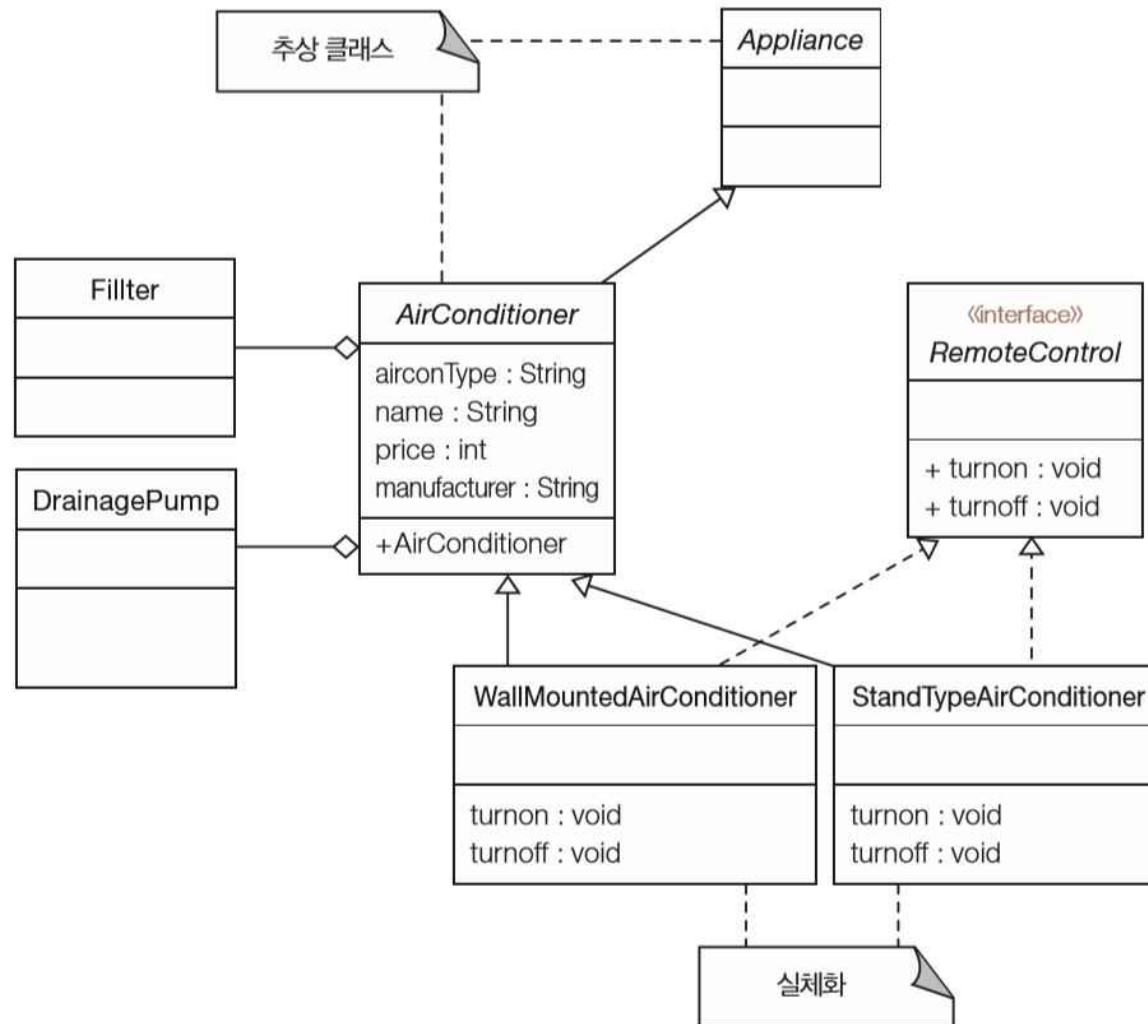 추상 클래스
Appliance
Fillter
AirConditioner
airconType : String
name : String
price : int
manufacturer : String
+AirConditioner
«interface»
RemoteControl
+ turnon : void
+ turnoff : void
DrainagePump
WallMountedAirConditioner
turnon : void
turnoff : void
StandTypeAirConditioner
turnon : void
turnoff : void
실체화